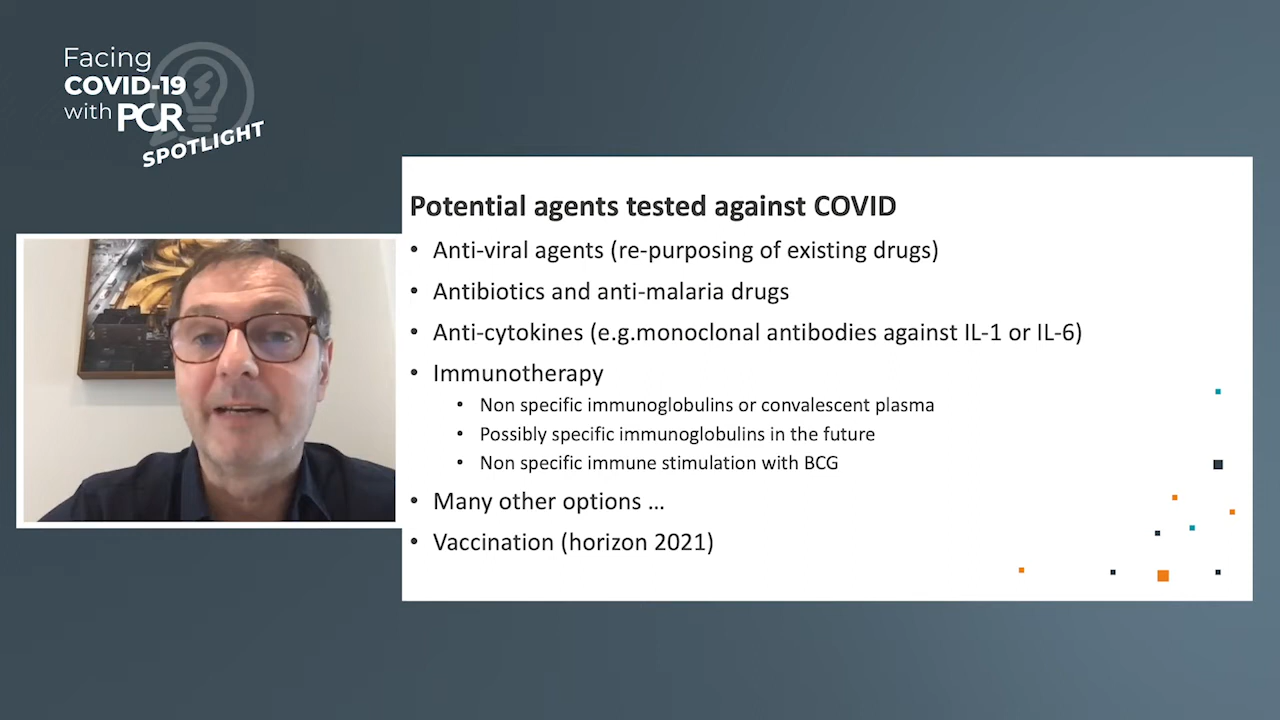 Facing
COVID-19
with PCR
SPOTLIGHT
Potential agents tested against COVID
• Anti-viral agents (re-purposing of existing drugs)
• Antibiotics and anti-malaria drugs
• Anti-cytokines (e.g.monoclonal antibodies against IL-1 or IL-6)
• Immunotherapy
• Non specific immunoglobulins or convalescent plasma
• Possibly specific immunoglobulins in the future
• Non specific immune stimulation with BCG
• Many other options ...
• Vaccination (horizon 2021)